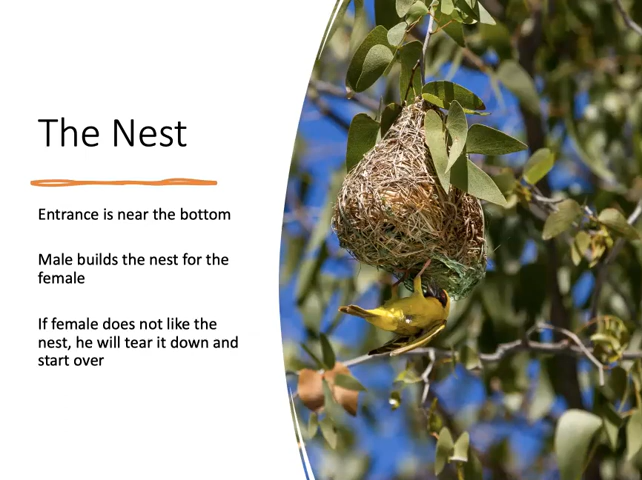 The Nest
Entrance is near the bottom
Male builds the nest for the
female
If female does not like the
nest, he will tear it down and
start over